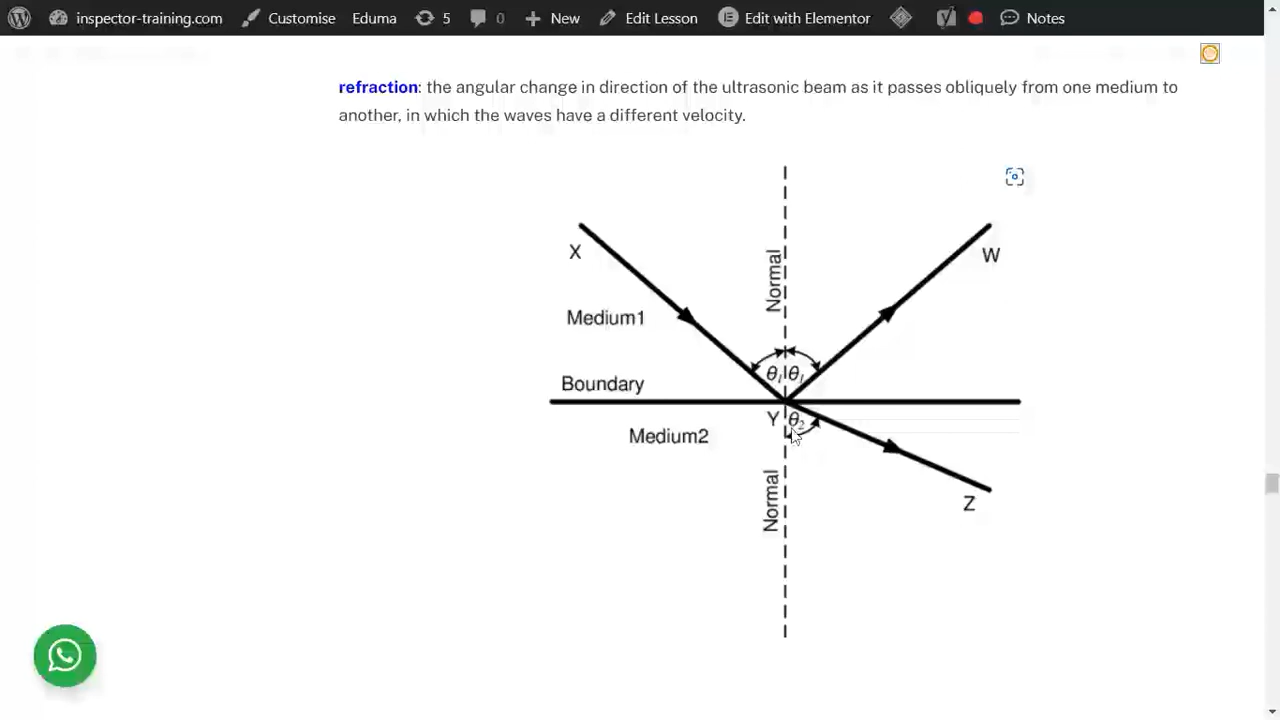 inspector-training.com Customise Eduma 5 0 New Edit Lesson Edit with Elementor Notes
refraction: the angular change in direction of the ultrasonic beam as it passes obliquely from one medium to
another, in which the waves have a different velocity.
X
W
Normal
Medium1
θ₁ θ₁
Boundary
Y θ₂
Medium2
Normal
Z